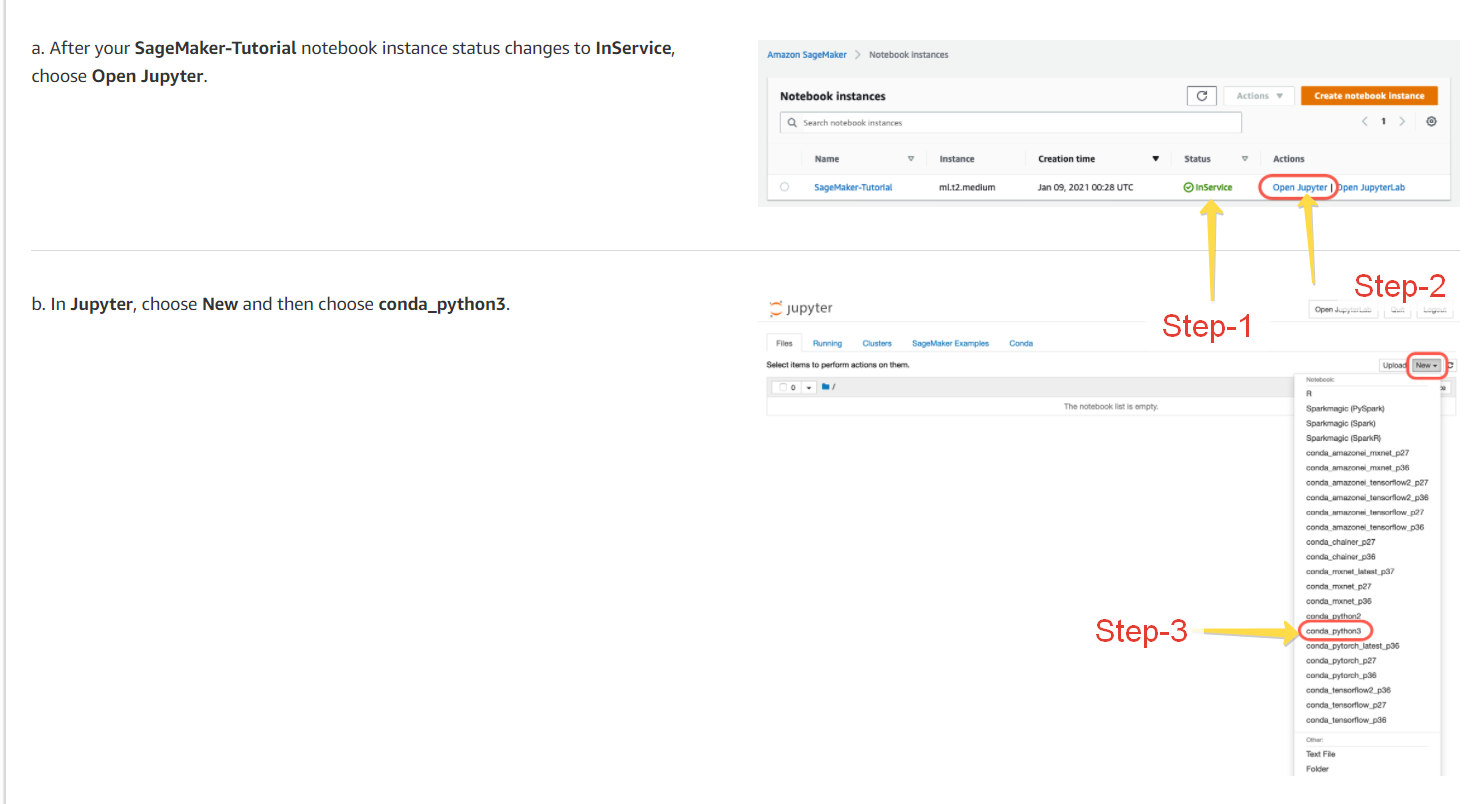 a. After your SageMaker-Tutorial notebook instance status changes to InService,
choose Open Jupyter.
Amazon SageMaker > Notebook instances
Notebook instances
Actions ▼
Create notebook instance
Search notebook instances
< 1 >
Name Instance Creation time Status Actions
SageMaker-Tutorial ml.t2.medium Jan 09, 2021 00:28 UTC InService Open Jupyter | Open JupyterLab
Step-1
Step-2
b. In Jupyter, choose New and then choose conda_python3.
jupyter
Open JupyterLab Quit Logout
Files Running Clusters SageMaker Examples Conda
Select items to perform actions on them.
Upload New
0 /
The notebook list is empty.
Notebook:
R
Sparkmagic (PySpark)
Sparkmagic (Spark)
Sparkmagic (SparkR)
conda_amazonei_mxnet_p27
conda_amazonei_mxnet_p36
conda_amazonei_tensorflow2_p27
conda_amazonei_tensorflow2_p36
conda_amazonei_tensorflow_p27
conda_amazonei_tensorflow_p36
conda_chainer_p27
conda_chainer_p36
conda_mxnet_latest_p37
conda_mxnet_p27
conda_mxnet_p36
conda_python2
Step-3
conda_python3
conda_pytorch_latest_p36
conda_pytorch_p27
conda_pytorch_p36
conda_tensorflow2_p36
conda_tensorflow_p27
conda_tensorflow_p36
Other:
Text File
Folder